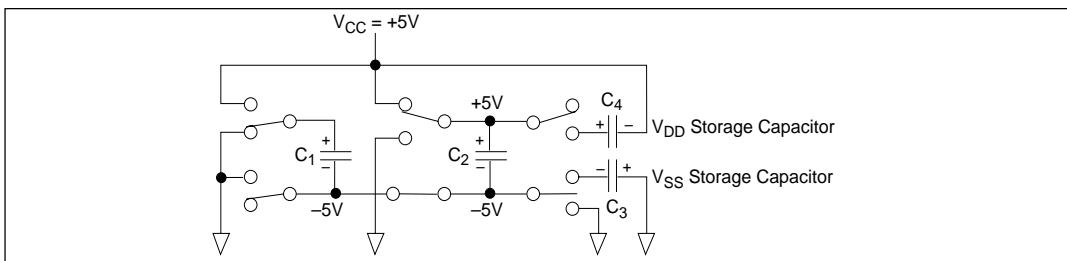 VCC = +5V
+5V
C4
+
–
VDD Storage Capacitor
+
C1
–
+
C2
–
–
+
VSS Storage Capacitor
–5V
–5V
C3